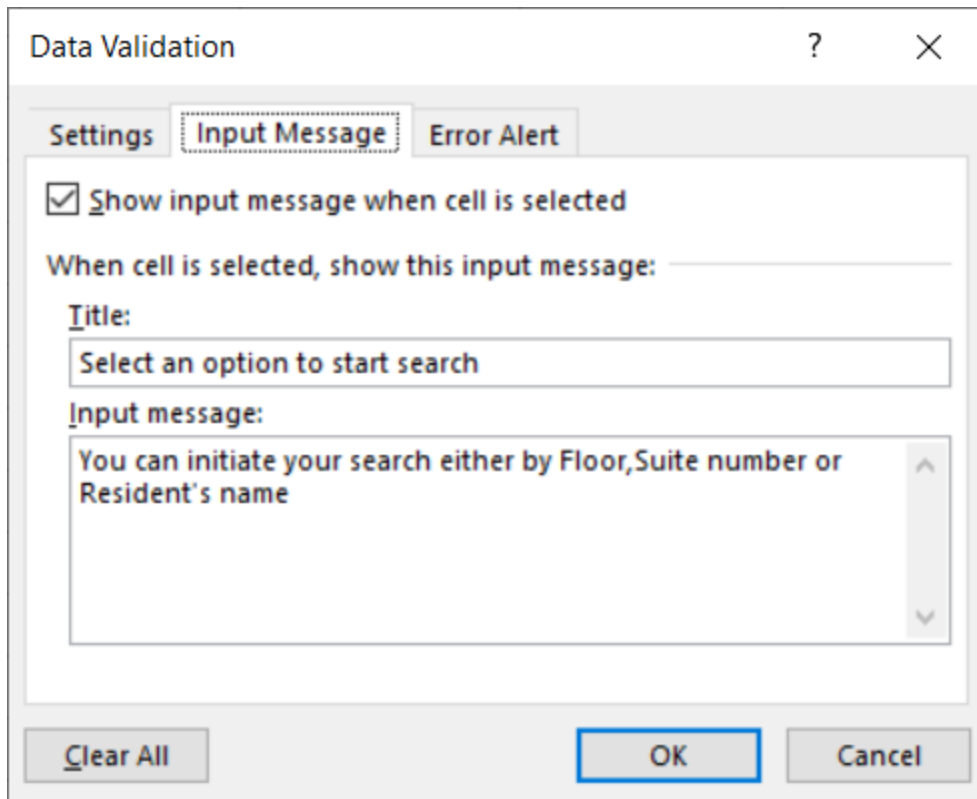 Data Validation ?
Settings Input Message Error Alert
Show input message when cell is selected
When cell is selected, show this input message:
Title:
Select an option to start search
Input message:
You can initiate your search either by Floor,Suite number or
Resident's name
Clear All OK Cancel